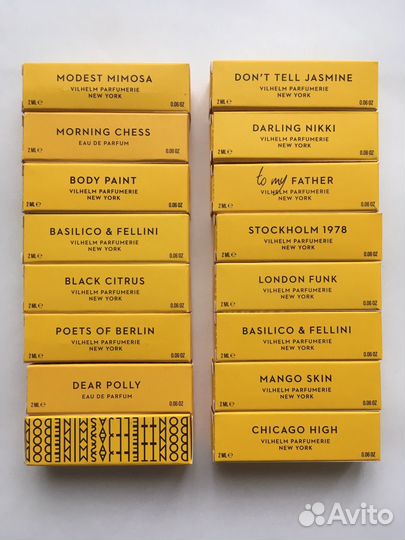 MODEST MIMOSA
VILHELM PARFUMERIE
NEW YORK
2 ML ℮ 0.06 OZ
MORNING CHESS
EAU DE PARFUM
2 ML ℮ 0.06 OZ
BODY PAINT
VILHELM PARFUMERIE
NEW YORK
2 ML ℮ 0.06 OZ
BASILICO & FELLINI
VILHELM PARFUMERIE
NEW YORK
2 ML ℮ 0.06 OZ
BLACK CITRUS
VILHELM PARFUMERIE
NEW YORK
2 ML ℮ 0.06 OZ
POETS OF BERLIN
VILHELM PARFUMERIE
NEW YORK
2 ML ℮ 0.06 OZ
DEAR POLLY
EAU DE PARFUM
2 ML ℮ 0.06 OZ
DON'T TELL JASMINE
VILHELM PARFUMERIE
NEW YORK
2 ML ℮ 0.06 OZ
DARLING NIKKI
VILHELM PARFUMERIE
NEW YORK
2 ML ℮ 0.06 OZ
to my FATHER
VILHELM PARFUMERIE
NEW YORK
2 ML ℮ 0.06 OZ
STOCKHOLM 1978
VILHELM PARFUMERIE
NEW YORK
2 ML ℮ 0.06 OZ
LONDON FUNK
VILHELM PARFUMERIE
NEW YORK
2 ML ℮ 0.06 OZ
BASILICO & FELLINI
VILHELM PARFUMERIE
NEW YORK
2 ML ℮ 0.06 OZ
MANGO SKIN
VILHELM PARFUMERIE
NEW YORK
2 ML ℮ 0.06 OZ
CHICAGO HIGH
VILHELM PARFUMERIE
NEW YORK
2 ML ℮ 0.06 OZ
Avito